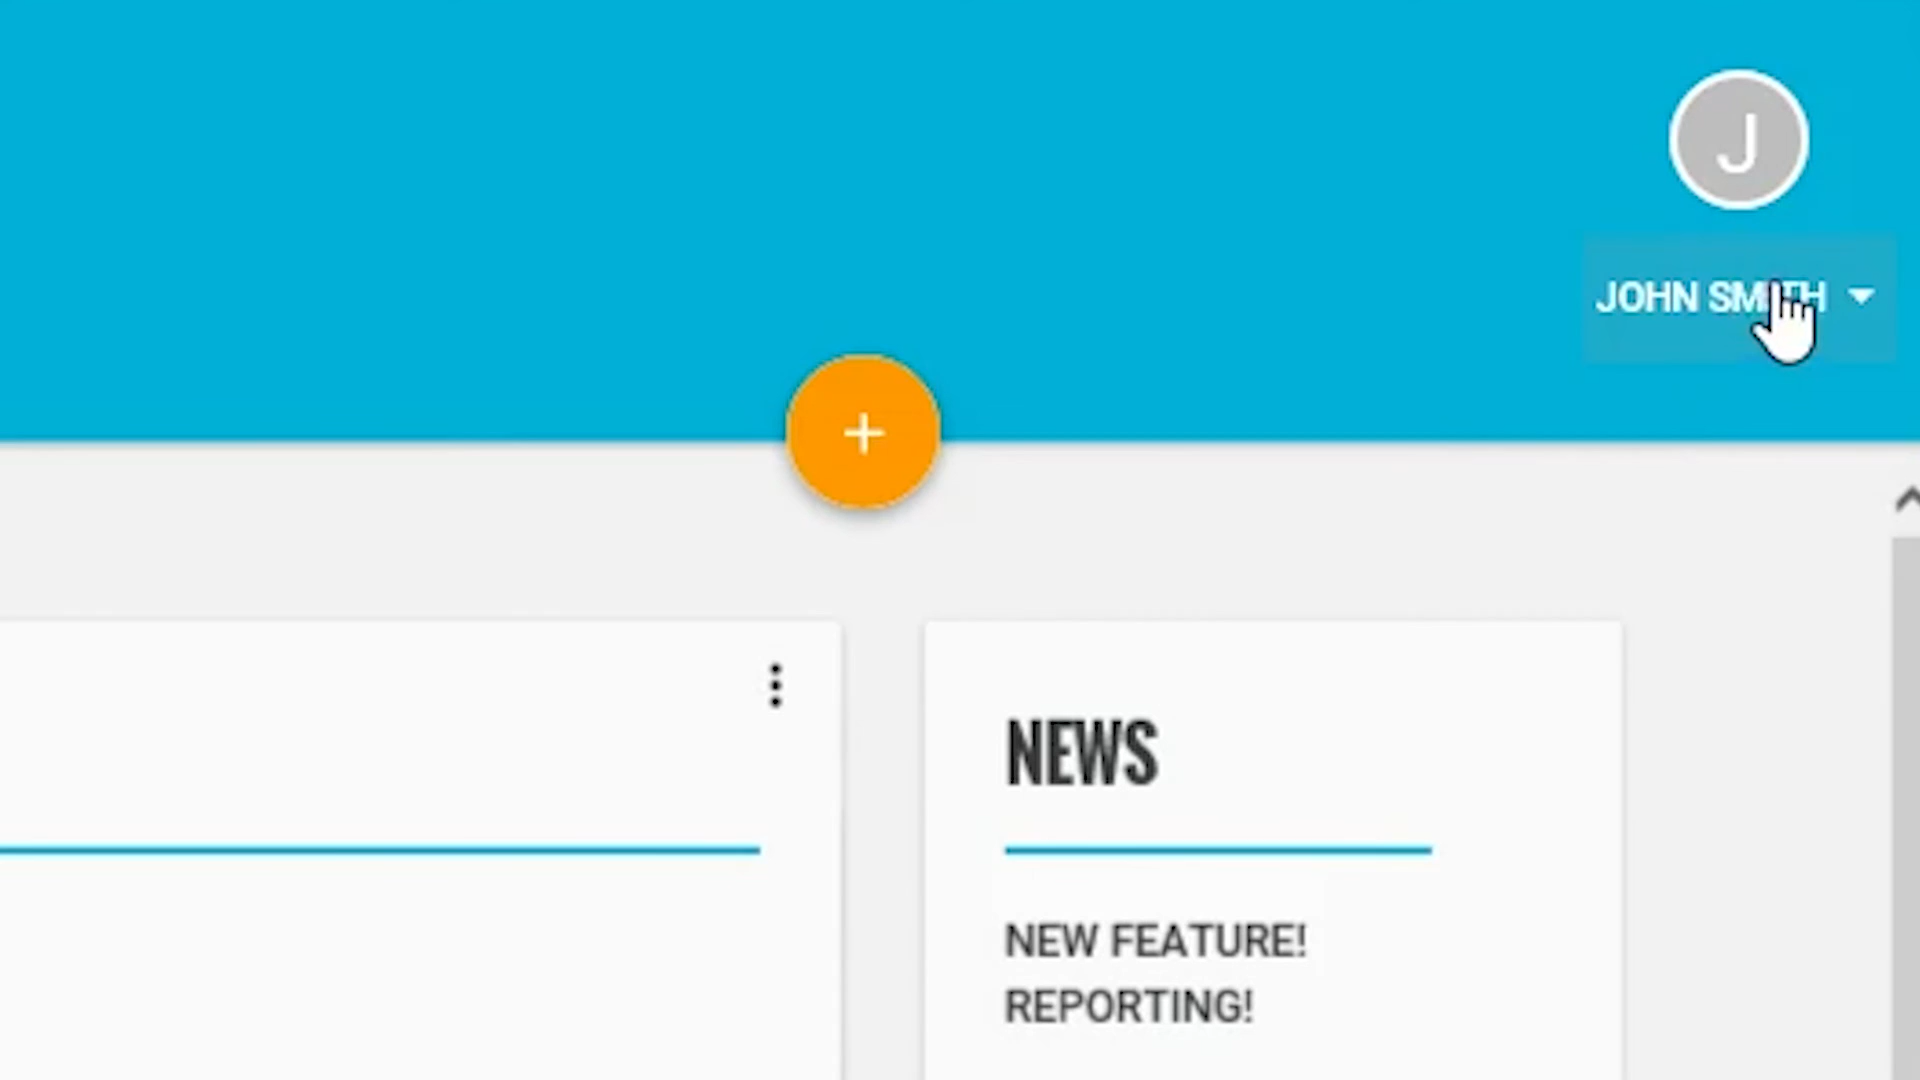 J
JOHN SMITH
+
NEWS
NEW FEATURE!
REPORTING!